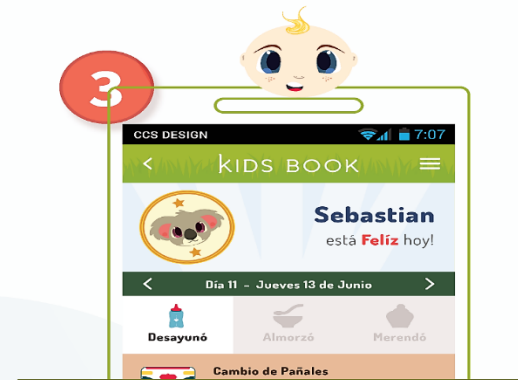 3
CCS DESIGN 7:07
KIDS BOOK
Sebastian
está Feliz hoy!
Día 11 - Jueves 13 de Junio
Desayunó Almorzó Merendó
Cambio de Pañales